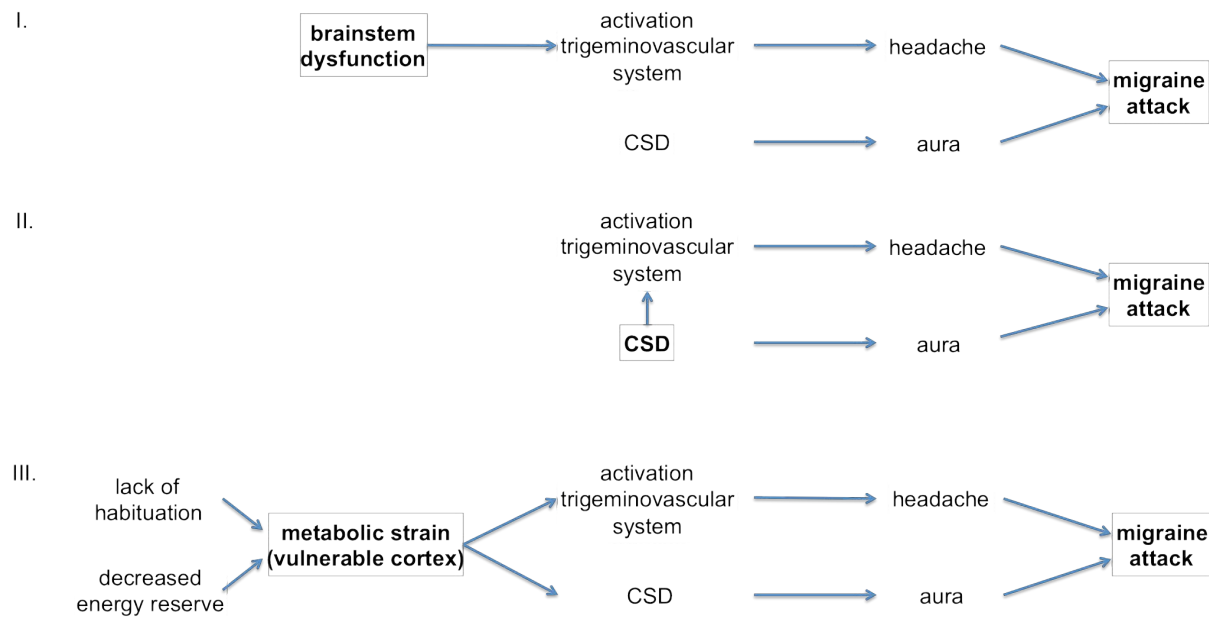 I.
brainstem
dysfunction
activation
trigeminovascular
system
headache
CSD
aura
migraine
attack
II.
activation
trigeminovascular
system
headache
CSD
aura
migraine
attack
III.
lack of
habituation
decreased
energy reserve
metabolic strain
(vulnerable cortex)
activation
trigeminovascular
system
headache
CSD
aura
migraine
attack